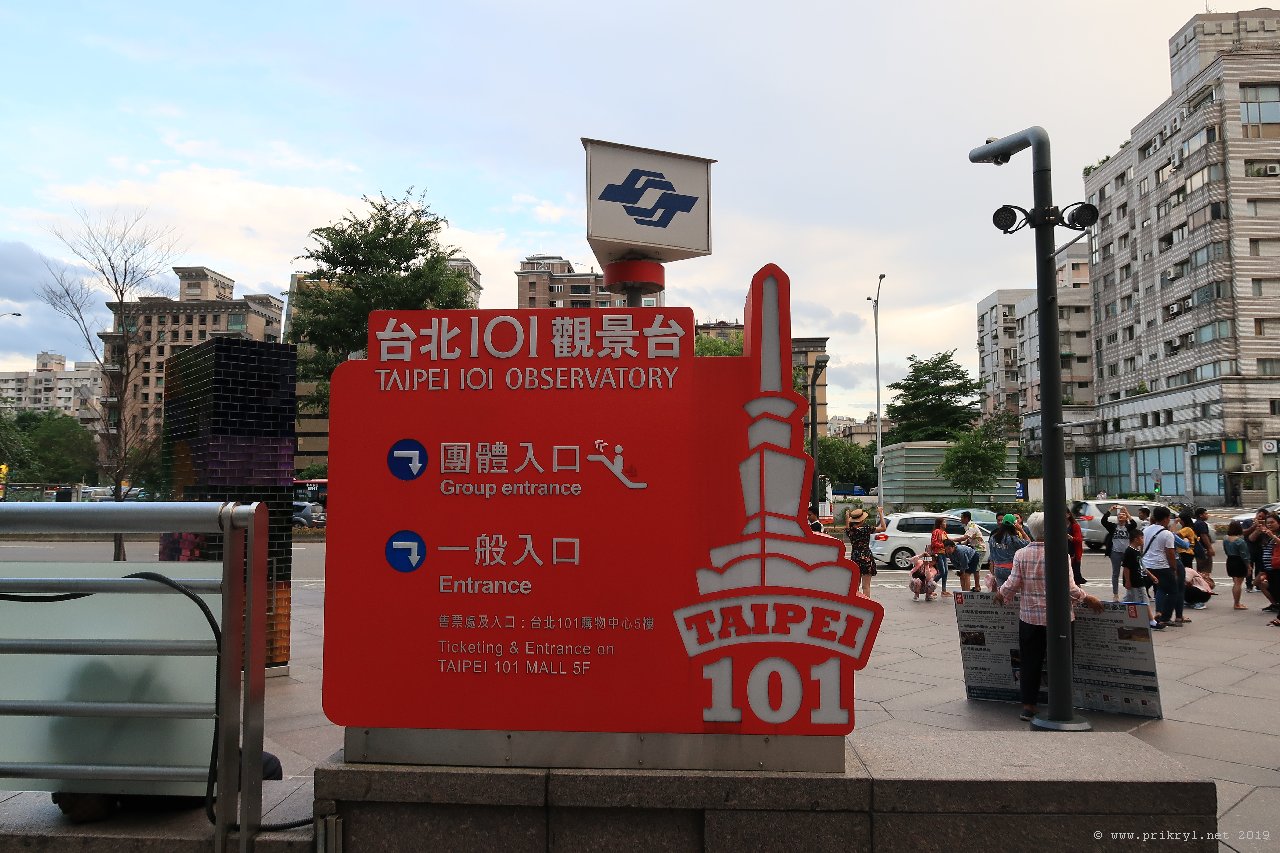 台北101觀景台
TAIPEI 101 OBSERVATORY
團體入口
Group entrance
一般入口
Entrance
售票處及入口：台北101購物中心5樓
Ticketing & Entrance on
TAIPEI 101 MALL 5F
TAIPEI
101
© www.prikryl.net 2019